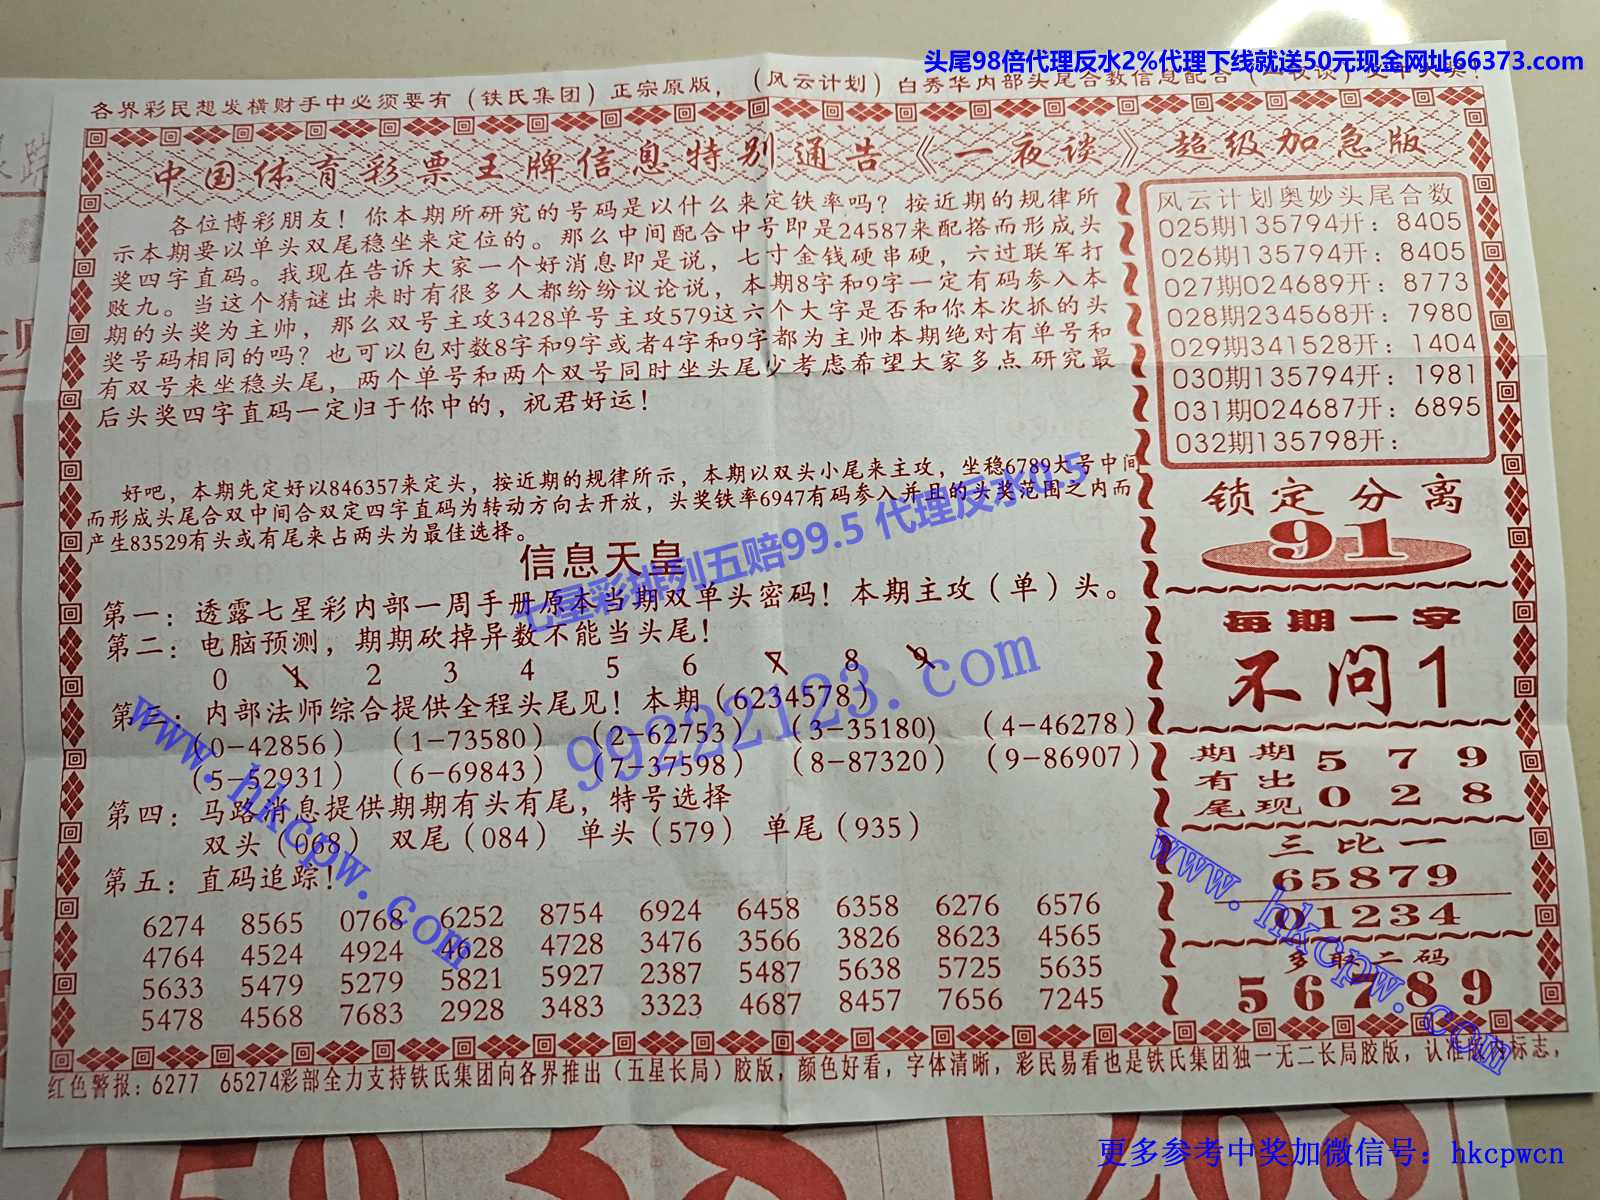 头尾98倍代理反水2%代理下线就送50元现金网址66373.com
各界彩民想发横财手中必须要有（铁氏集团）正宗原版，（风云计划）白秀华内部头尾合数信息配合
中国体育彩票王牌信息特别通告《一夜谈》超级加急版
各位博彩朋友！你本期所研究的号码是以什么来定铁率吗？按近期的规律所
示本期要以单头双尾稳坐来定位的。那么中间配合中号即是24587来配搭而形成头
奖四字直码。我现在告诉大家一个好消息即是说，七寸金钱硬串硬，六过联军打
败九。当这个猜谜出来时有很多人都纷纷议论说，本期8字和9字一定有码参入本
期的头奖为主帅，那么双号主攻3428单号主攻579这六个大字是否和你本次抓的头
奖号码相同的吗？也可以包对数8字和9字或者4字和9字都为主帅本期绝对有单号和
有双号来坐稳头尾，两个单号和两个双号同时坐头尾少考虑希望大家多点研究最
后头奖四字直码一定归于你中的，祝君好运！
好吧，本期先定好以846357来定头，按近期的规律所示，本期以双头小尾来主攻，坐稳6789大号中间
而形成头尾合双中间合双定四字直码为转动方向去开放，头奖铁率6947有码参入并且的头奖范围之内而
产生83529有头或有尾来占两头为最佳选择。
信息天皇
七星彩排列五赔99.5 代理反水0.5
第一：透露七星彩内部一周手册原本当期双单头密码！本期主攻（单）头。
第二：电脑预测，期期砍掉异数不能当头尾！
0 1 2 3 4 5 6 7 8 9
第三：内部法师综合提供全程头尾见！本期（6234578）
（0-42856）（1-73580）（2-62753）（3-35180)（4-46278）
（5-52931）（6-69843）（7-37598）（8-87320）（9-86907）
第四：马路消息提供期期有头有尾，特号选择
双头（068） 双尾（084） 单头（579） 单尾（935）
第五：直码追踪！
6274 8565 0768 6252 8754 6924 6458 6358 6276 6576
4764 4524 4924 4628 4728 3476 3566 3826 8623 4565
5633 5479 5279 5821 5927 2387 5487 5638 5725 5635
5478 4568 7683 2928 3483 3323 4687 8457 7656 7245
风云计划奥妙头尾合数
025期135794开：8405
026期135794开：8405
027期024689开：8773
028期234568开：7980
029期341528开：1404
030期135794开：1981
031期024687开：6895
032期135798开：
锁定分离
91
每期一字
不问1
期期 5 7 9
有出
尾现 0 2 8
三比一
65879
01234
多取二码
56789
www.hkcpw.com
99222123.com
www.hkcpw.com
红色警报：6277 65274彩部全力支持铁氏集团向各界推出（五星长局）胶版，颜色好看，字体清晰，彩民易看也是铁氏集团独一无二长局胶版，认准版内标志，
更多参考中奖加微信号：hkcpwcn